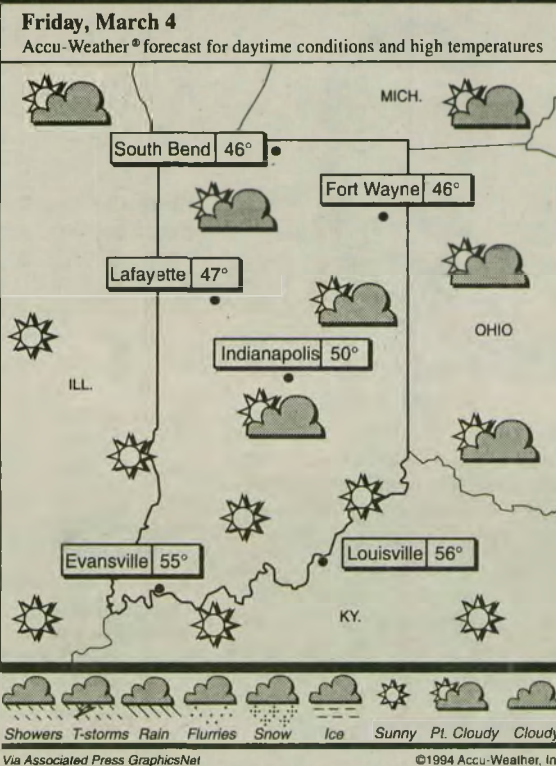 Friday, March 4
Accu-Weather® forecast for daytime conditions and high temperatures
MICH.
South Bend 46°
Fort Wayne 46°
Lafayette 47°
OHIO
Indianapolis 50°
ILL.
Evansville 55°
Louisville 56°
KY.
Showers T-storms Rain Flurries Snow Ice Sunny Pt. Cloudy Cloudy
Via Associated Press GraphicsNet ©1994 Accu-Weather, In